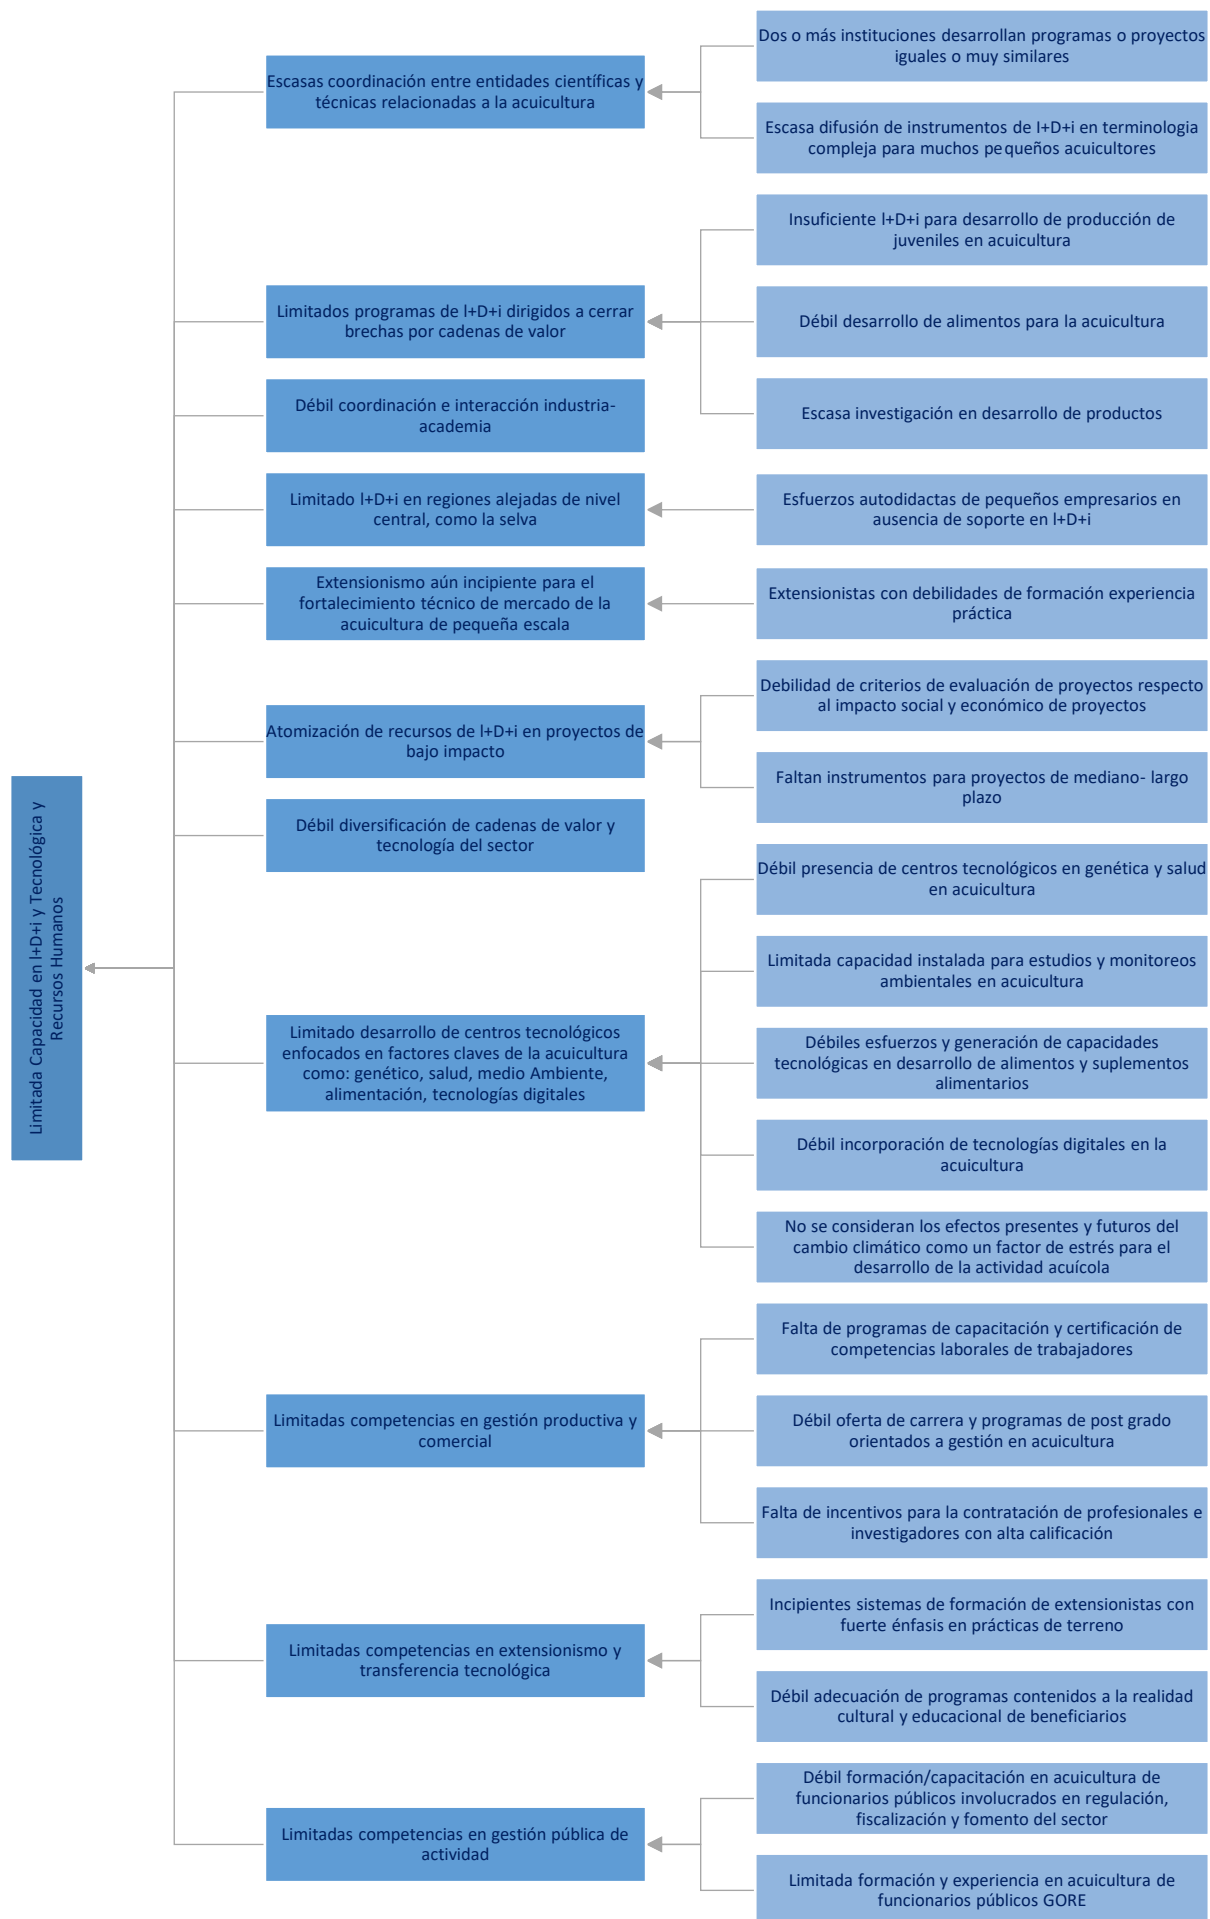 Limitada Capacidad en I+D+i y Tecnológica y
Recursos Humanos
Escasas coordinación entre entidades científicas y
técnicas relacionadas a la acuicultura
Dos o más instituciones desarrollan programas o proyectos
iguales o muy similares
Escasa difusión de instrumentos de I+D+i en terminologia
compleja para muchos pequeños acuicultores
Limitados programas de I+D+i dirigidos a cerrar
brechas por cadenas de valor
Insuficiente I+D+i para desarrollo de producción de
juveniles en acuicultura
Débil desarrollo de alimentos para la acuicultura
Escasa investigación en desarrollo de productos
Débil coordinación e interacción industria-
academia
Limitado I+D+i en regiones alejadas de nivel
central, como la selva
Esfuerzos autodidactas de pequeños empresarios en
ausencia de soporte en I+D+i
Extensionismo aún incipiente para el
fortalecimiento técnico de mercado de la
acuicultura de pequeña escala
Extensionistas con debilidades de formación experiencia
práctica
Atomización de recursos de I+D+i en proyectos de
bajo impacto
Debilidad de criterios de evaluación de proyectos respecto
al impacto social y económico de proyectos
Faltan instrumentos para proyectos de mediano- largo
plazo
Débil diversificación de cadenas de valor y
tecnología del sector
Limitado desarrollo de centros tecnológicos
enfocados en factores claves de la acuicultura
como: genético, salud, medio Ambiente,
alimentación, tecnologías digitales
Débil presencia de centros tecnológicos en genética y salud
en acuicultura
Limitada capacidad instalada para estudios y monitoreos
ambientales en acuicultura
Débiles esfuerzos y generación de capacidades
tecnológicas en desarrollo de alimentos y suplementos
alimentarios
Débil incorporación de tecnologías digitales en la
acuicultura
No se consideran los efectos presentes y futuros del
cambio climático como un factor de estrés para el
desarrollo de la actividad acuícola
Limitadas competencias en gestión productiva y
comercial
Falta de programas de capacitación y certificación de
competencias laborales de trabajadores
Débil oferta de carrera y programas de post grado
orientados a gestión en acuicultura
Falta de incentivos para la contratación de profesionales e
investigadores con alta calificación
Limitadas competencias en extensionismo y
transferencia tecnológica
Incipientes sistemas de formación de extensionistas con
fuerte énfasis en prácticas de terreno
Débil adecuación de programas contenidos a la realidad
cultural y educacional de beneficiarios
Limitadas competencias en gestión pública de
actividad
Débil formación/capacitación en acuicultura de
funcionarios públicos involucrados en regulación,
fiscalización y fomento del sector
Limitada formación y experiencia en acuicultura de
funcionarios públicos GORE